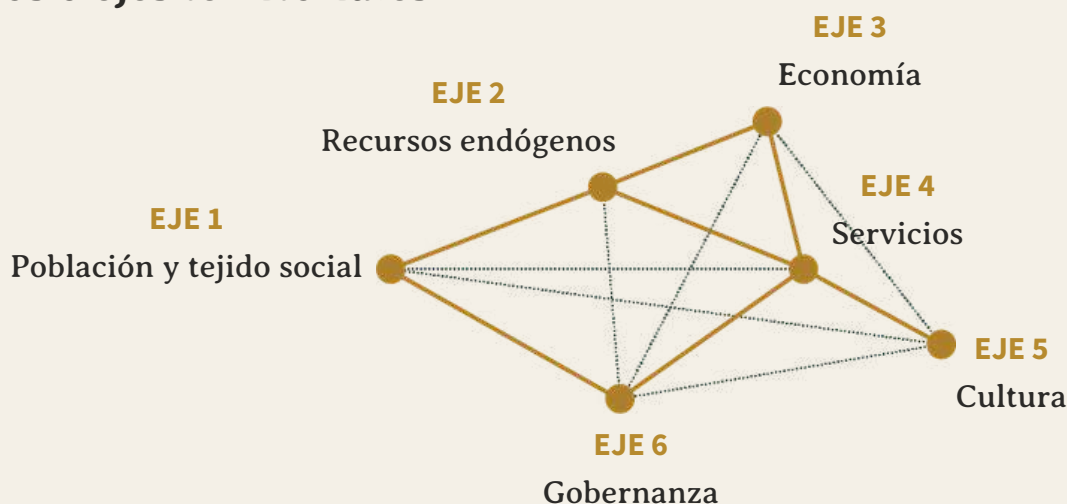 EJE 3
Economía
EJE 2
Recursos endógenos
EJE 4
Servicios
EJE 1
Población y tejido social
EJE 5
Cultura
EJE 6
Gobernanza